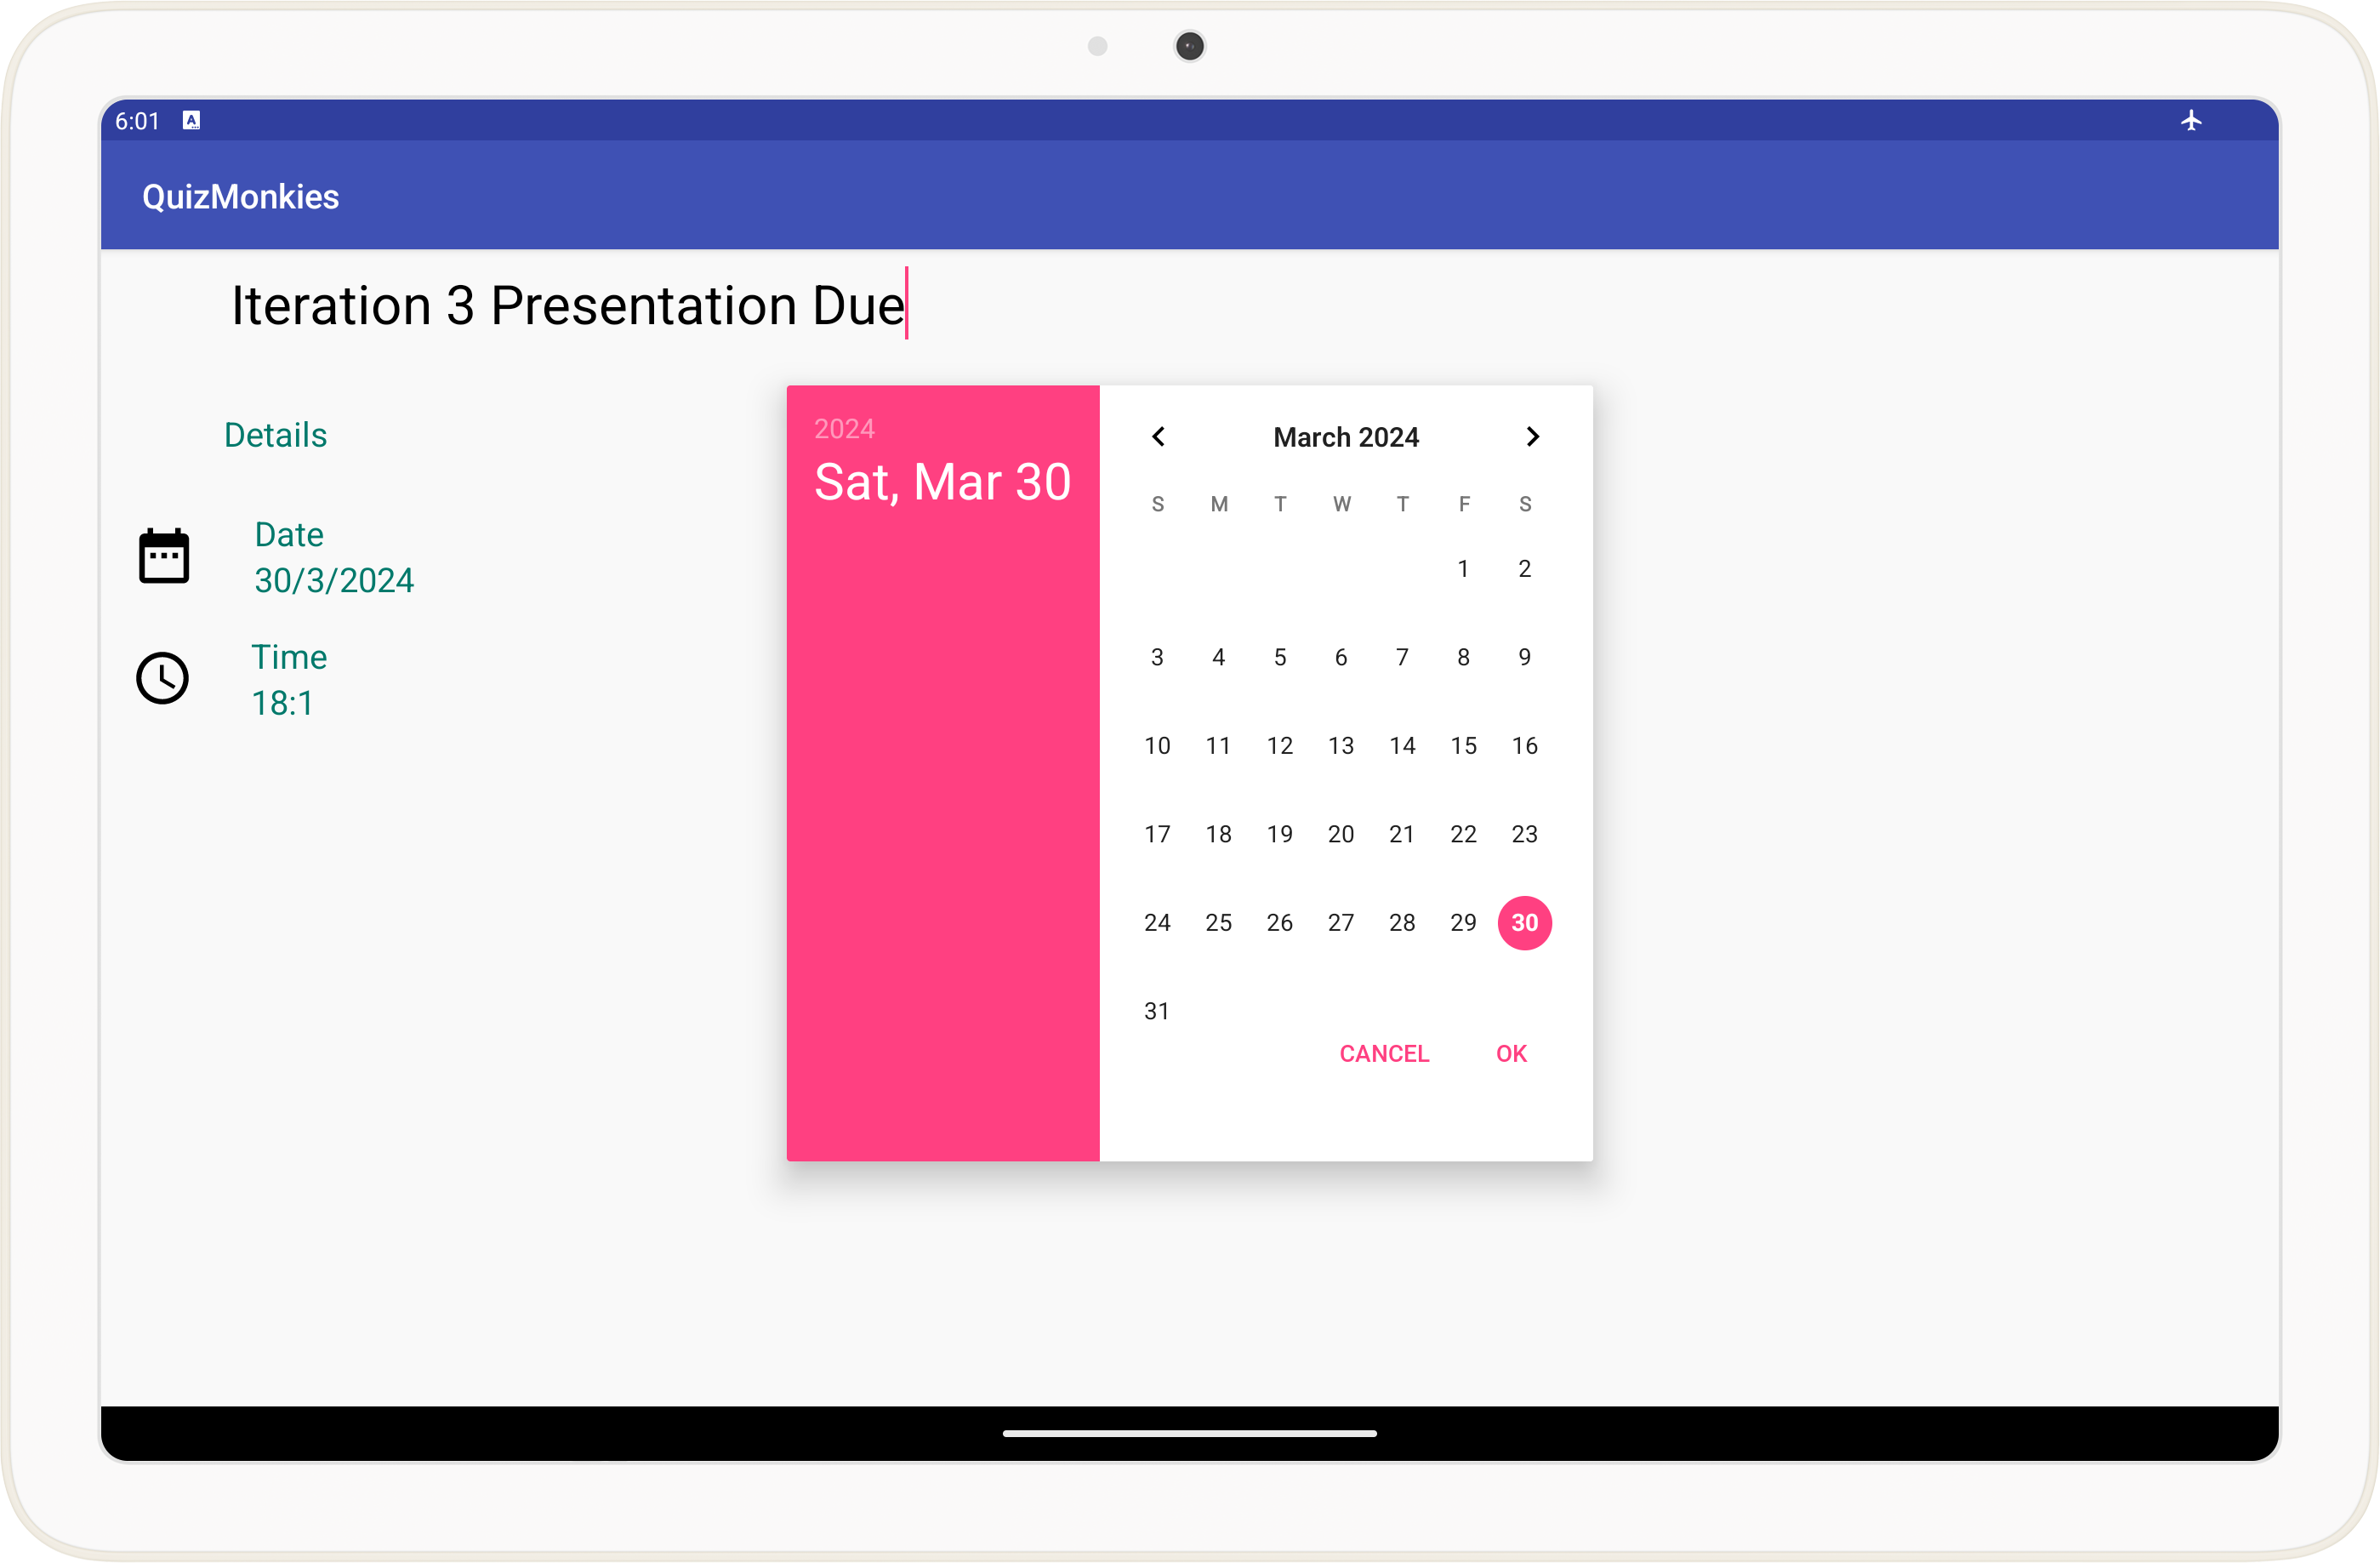 6:01 A
QuizMonkies
Iteration 3 Presentation Due
Details
Date
30/3/2024
Time
18:1
2024
Sat, Mar 30
March 2024
S M T W T F S
1 2
3 4 5 6 7 8 9
10 11 12 13 14 15 16
17 18 19 20 21 22 23
24 25 26 27 28 29 30
31
CANCEL OK